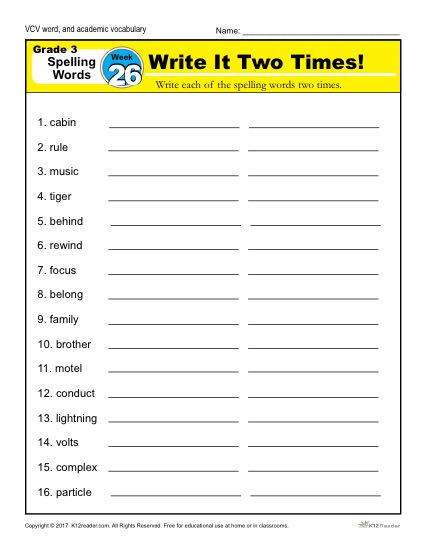 VCV word, and academic vocabulary Name:
Grade 3
Spelling
Words
Week
26
Write It Two Times!
Write each of the spelling words two times.
1. cabin
2. rule
3. music
4. tiger
5. behind
6. rewind
7. focus
8. belong
9. family
10. brother
11. motel
12. conduct
13. lightning
14. volts
15. complex
16. particle
Copyright © 2017 K12reader.com. All Rights Reserved. Free for educational use at home or in classrooms. K12Reader